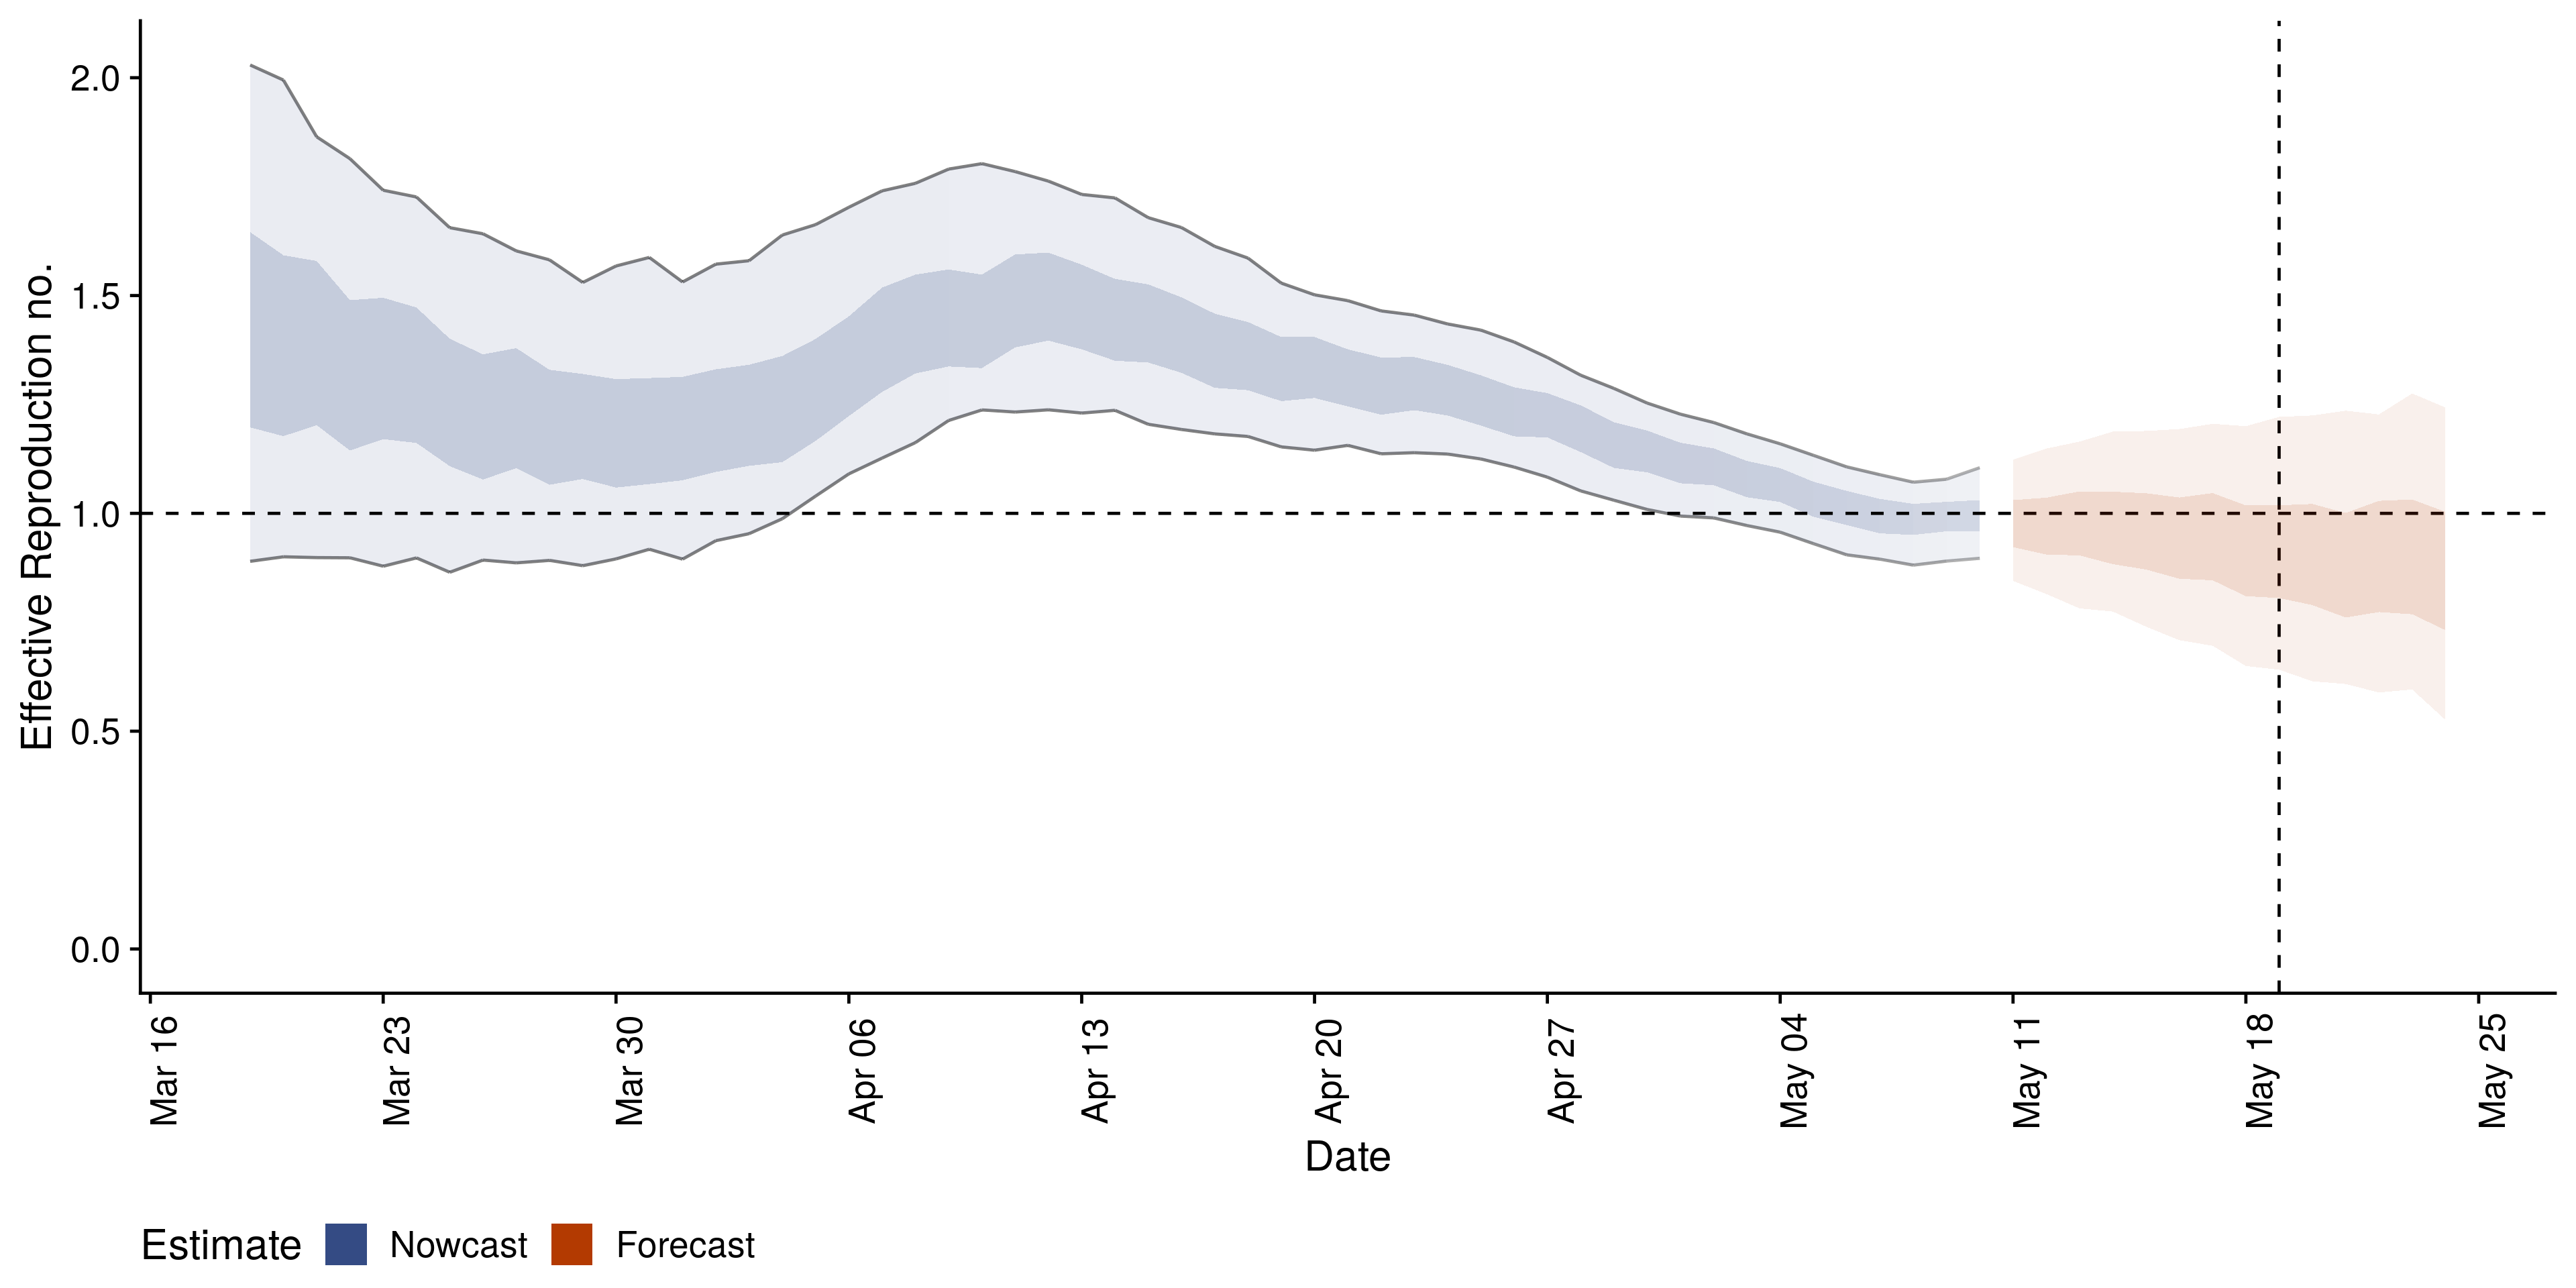 Effective Reproduction no.
2.0
1.5
1.0
0.5
0.0
Mar 16
Mar 23
Mar 30
Apr 06
Apr 13
Apr 20
Apr 27
May 04
May 11
May 18
May 25
Date
Estimate Nowcast Forecast